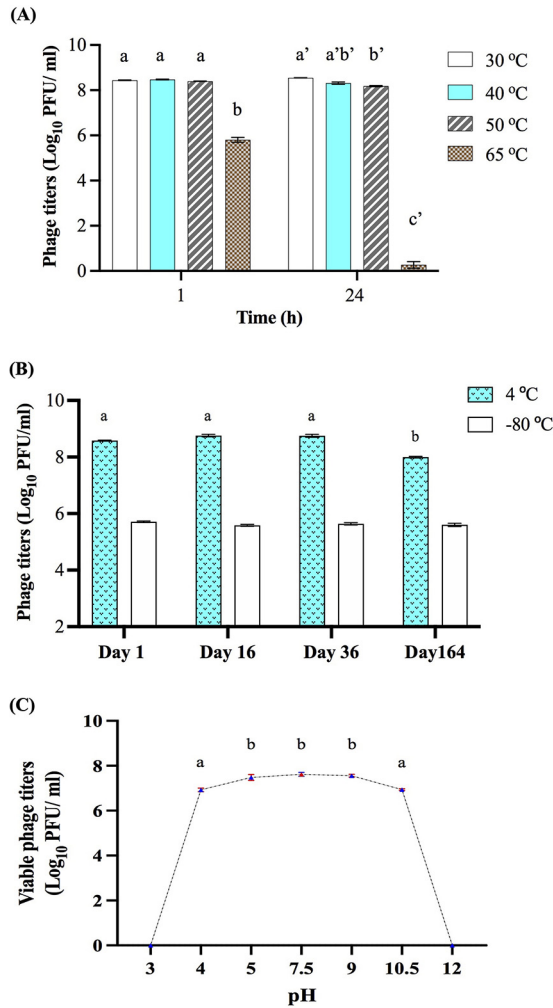 (A)
Phage titers (Log10 PFU/ ml)
10
8
6
4
2
0
a a a b
a' a'b' b' c'
1 24
Time (h)
30 ºC
40 ºC
50 ºC
65 ºC
(B)
Phage titers (Log10 PFU/ml)
10
8
6
4
2
a a a b
Day 1 Day 16 Day 36 Day164
4 ºC
-80 ºC
(C)
Viable phage titers
(Log10 PFU/ ml)
10
8
6
4
2
0
a b b b a
3 4 5 7.5 9 10.5 12
pH